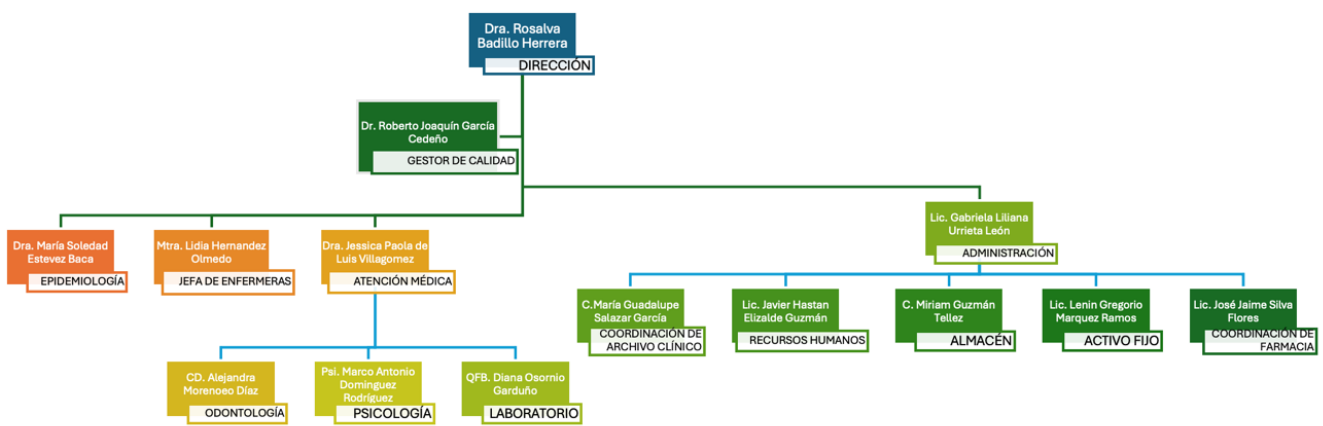 Dra. Rosalva
Badillo Herrera
DIRECCIÓN
Dr. Roberto Joaquín García
Cedeño
GESTOR DE CALIDAD
Dra. María Soledad
Estevez Baca
EPIDEMIOLOGÍA
Mtra. Lidia Hernandez
Olmedo
JEFA DE ENFERMERAS
Dra. Jessica Paola de
Luis Villagomez
ATENCIÓN MÉDICA
Lic. Gabriela Liliana
Urrieta León
ADMINISTRACIÓN
CD. Alejandra
Morenoeo Díaz
ODONTOLOGÍA
Psi. Marco Antonio
Dominguez
Rodríguez
PSICOLOGÍA
QFB. Diana Osornio
Garduño
LABORATORIO
C.María Guadalupe
Salazar García
COORDINACIÓN DE
ARCHIVO CLÍNICO
Lic. Javier Hastan
Elizalde Guzmán
RECURSOS HUMANOS
C. Miriam Guzmán
Tellez
ALMACÉN
Lic. Lenin Gregorio
Marquez Ramos
ACTIVO FIJO
Lic. José Jaime Silva
Flores
COORDINACIÓN DE
FARMACIA